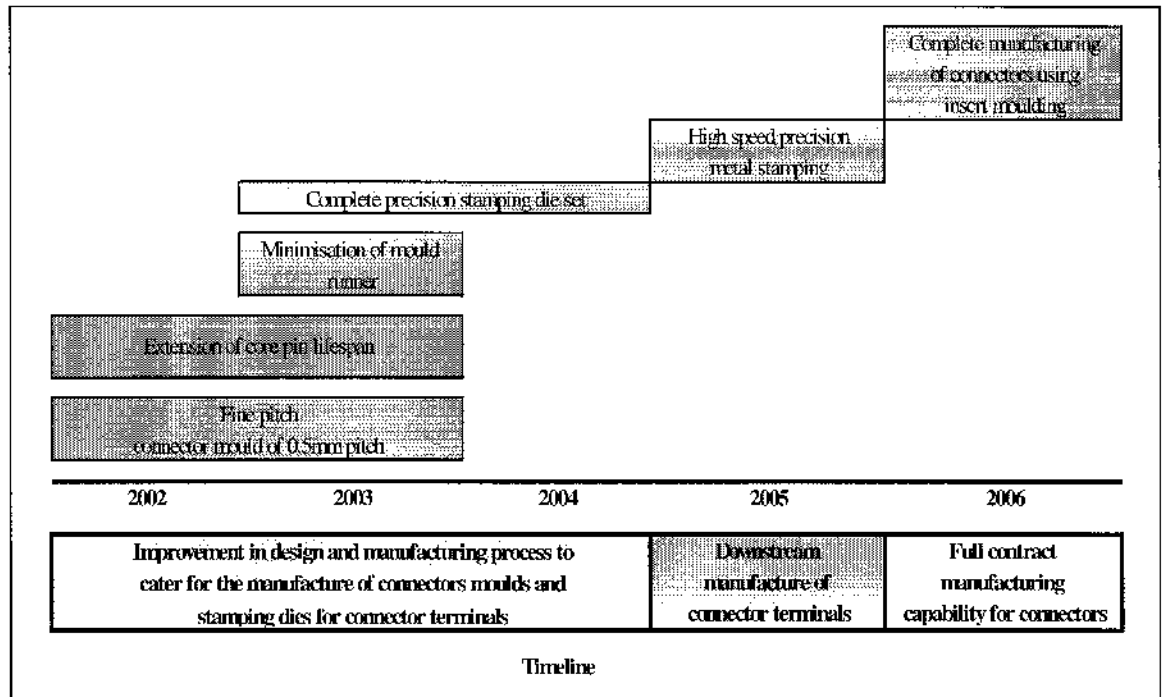 Complete manufacturing
of connectors using
insert moulding
High speed precision
metal stamping
Complete precision stamping die set
Minimisation of mould
runner
Extension of core pin lifespan
Fine pitch
connector mould of 0.5mm pitch
2002 2003 2004 2005 2006
Improvement in design and manufacturing process to
cater for the manufacture of connectors moulds and
stamping dies for connector terminals
Downstream
manufacture of
connector terminals
Full contract
manufacturing
capability for connectors
Timeline